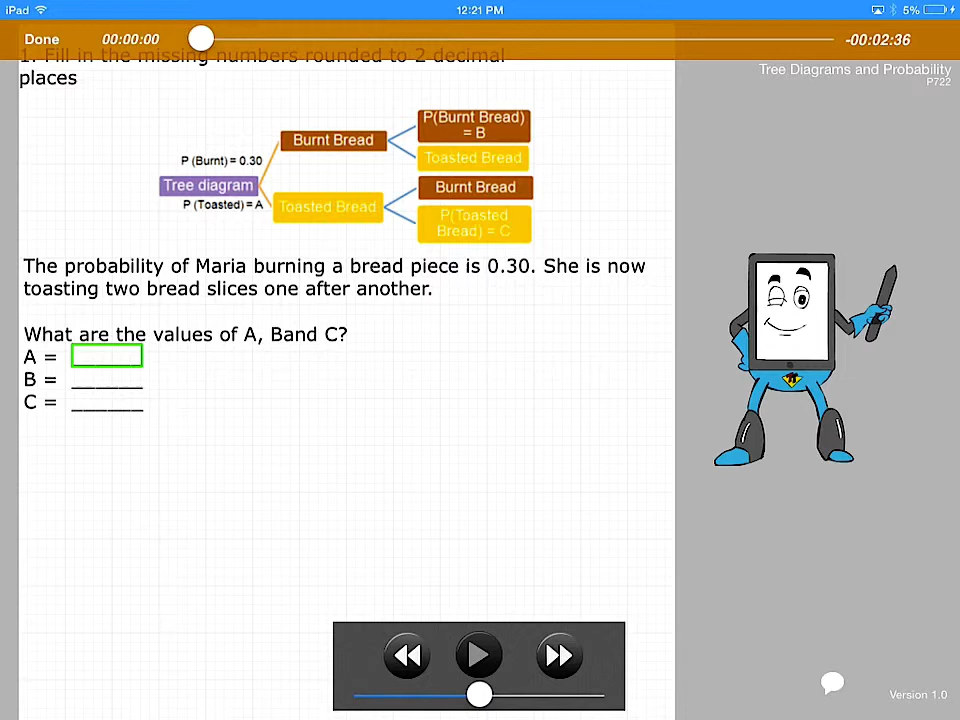 iPad 12:21 PM 5%
Done 00:00:00 -00:02:36
1. Fill in the missing numbers rounded to 2 decimal
places
Tree Diagrams and Probability
P722
P(Burnt Bread)
= B
Burnt Bread
Toasted Bread
P (Burnt) = 0.30
Tree diagram
P (Toasted) = A
Burnt Bread
Toasted Bread
P(Toasted
Bread) = C
The probability of Maria burning a bread piece is 0.30. She is now
toasting two bread slices one after another.
What are the values of A, Band C?
A = ______
B = ______
C = ______
Version 1.0